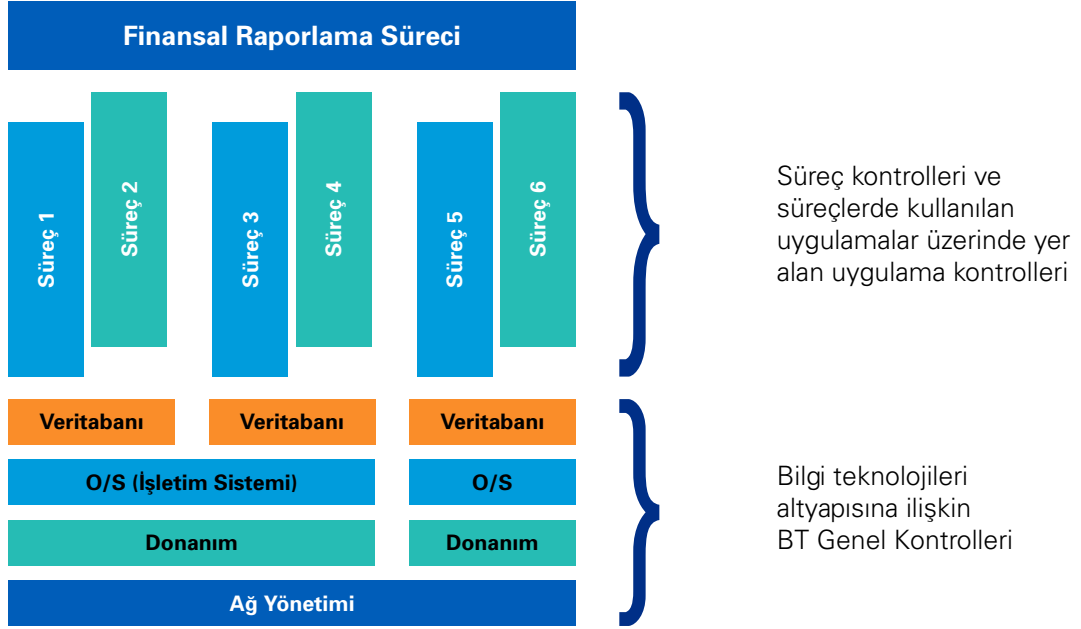 Finansal Raporlama Süreci
Süreç 1
Süreç 2
Süreç 3
Süreç 4
Süreç 5
Süreç 6
Süreç kontrolleri ve
süreçlerde kullanılan
uygulamalar üzerinde yer
alan uygulama kontrolleri
Veritabanı
Veritabanı
Veritabanı
O/S (İşletim Sistemi)
O/S
Donanım
Donanım
Ağ Yönetimi
Bilgi teknolojileri
altyapısına ilişkin
BT Genel Kontrolleri